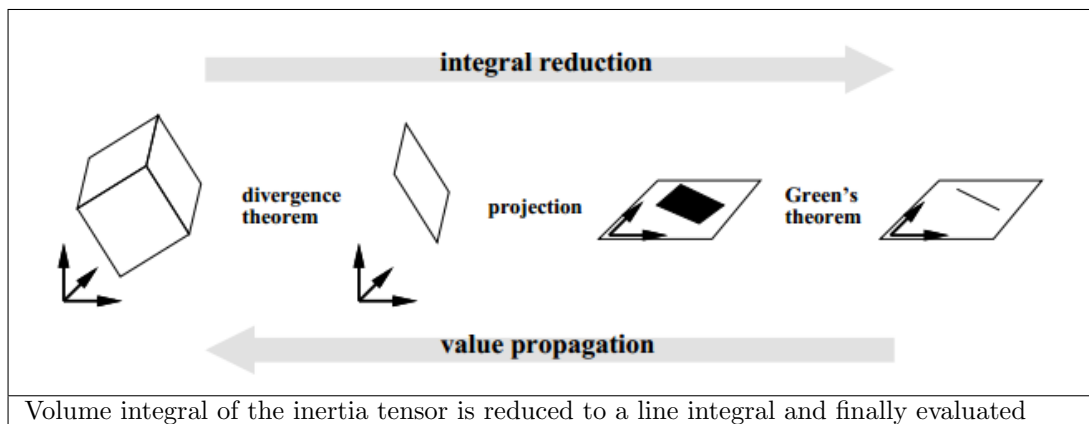 integral reduction
divergence
theorem
projection
Green's
theorem
value propagation
Volume integral of the inertia tensor is reduced to a line integral and finally evaluated